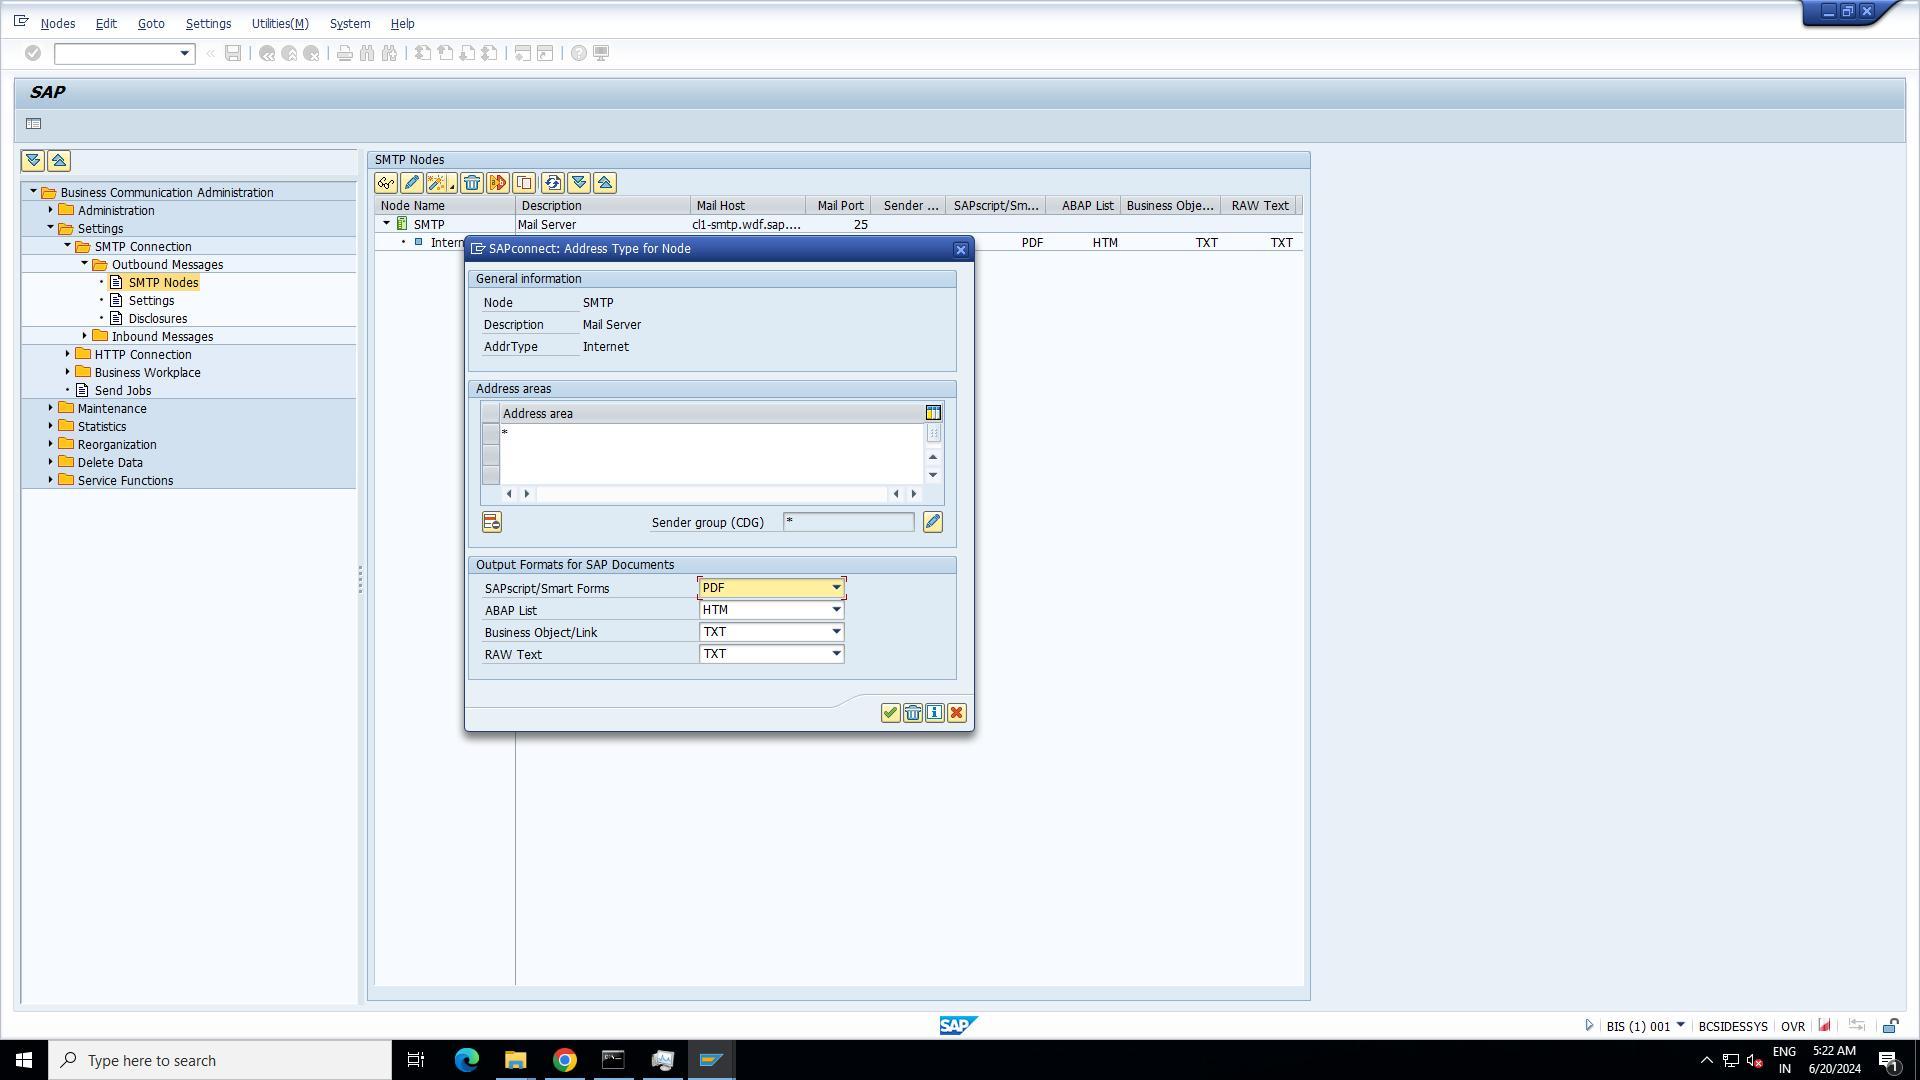 Nodes Edit Goto Settings Utilities(M) System Help
SAP
Business Communication Administration
Administration
Settings
SMTP Connection
Outbound Messages
SMTP Nodes
Settings
Disclosures
Inbound Messages
HTTP Connection
Business Workplace
Send Jobs
Maintenance
Statistics
Reorganization
Delete Data
Service Functions
SMTP Nodes
Node Name Description Mail Host Mail Port Sender ... SAPscript/Sm... ABAP List Business Obje... RAW Text
SMTP Mail Server cl1-smtp.wdf.sap.... 25
Intern PDF HTM TXT TXT
SAPconnect: Address Type for Node
General information
Node SMTP
Description Mail Server
AddrType Internet
Address areas
Address area
*
Sender group (CDG) *
Output Formats for SAP Documents
SAPscript/Smart Forms PDF
ABAP List HTM
Business Object/Link TXT
RAW Text TXT
SAP
BIS (1) 001 BCSIDESSYS OVR
Type here to search
ENG
IN
5:22 AM
6/20/2024
1